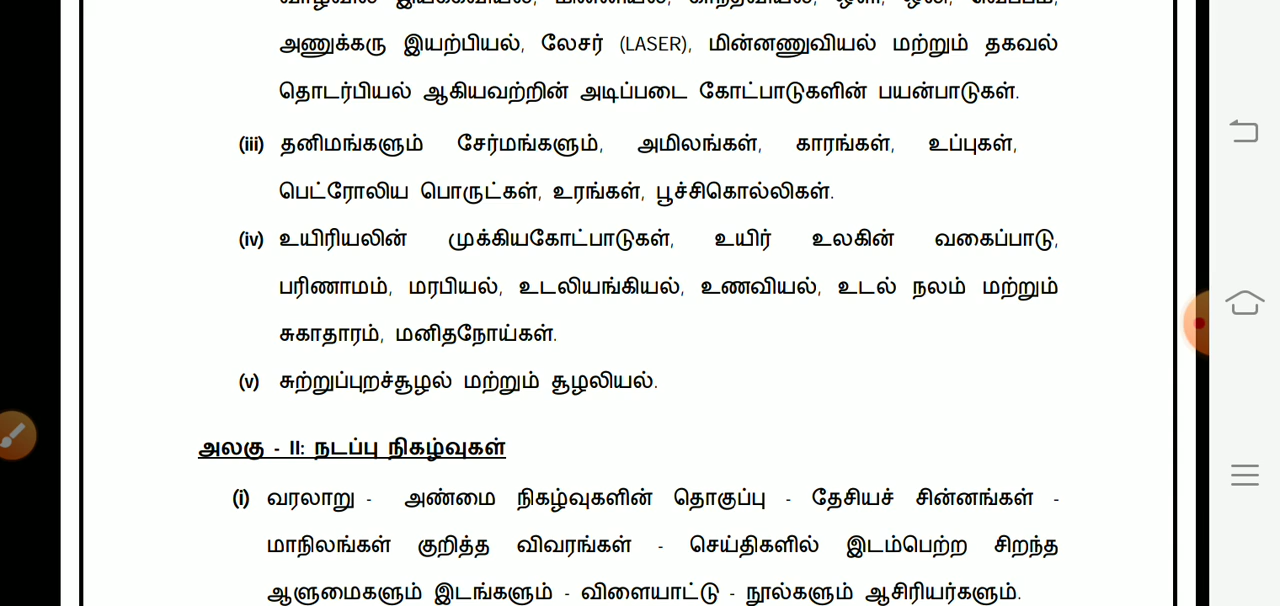 அணுக்கரு இயற்பியல், லேசர் (LASER), மின்னணுவியல் மற்றும் தகவல்
தொடர்பியல் ஆகியவற்றின் அடிப்படை கோட்பாடுகளின் பயன்பாடுகள்.
(iii) தனிமங்களும் சேர்மங்களும், அமிலங்கள், காரங்கள், உப்புகள்,
பெட்ரோலிய பொருட்கள், உரங்கள், பூச்சிகொல்லிகள்.
(iv) உயிரியலின் முக்கியகோட்பாடுகள், உயிர் உலகின் வகைப்பாடு,
பரிணாமம், மரபியல், உடலியங்கியல், உணவியல், உடல் நலம் மற்றும்
சுகாதாரம், மனிதநோய்கள்.
(v) சுற்றுப்புறச்சூழல் மற்றும் சூழலியல்.
அலகு - II: நடப்பு நிகழ்வுகள்
(i) வரலாறு - அண்மை நிகழ்வுகளின் தொகுப்பு - தேசியச் சின்னங்கள் -
மாநிலங்கள் குறித்த விவரங்கள் - செய்திகளில் இடம்பெற்ற சிறந்த
ஆளுமைகளும் இடங்களும் - விளையாட்டு - நூல்களும் ஆசிரியர்களும்.